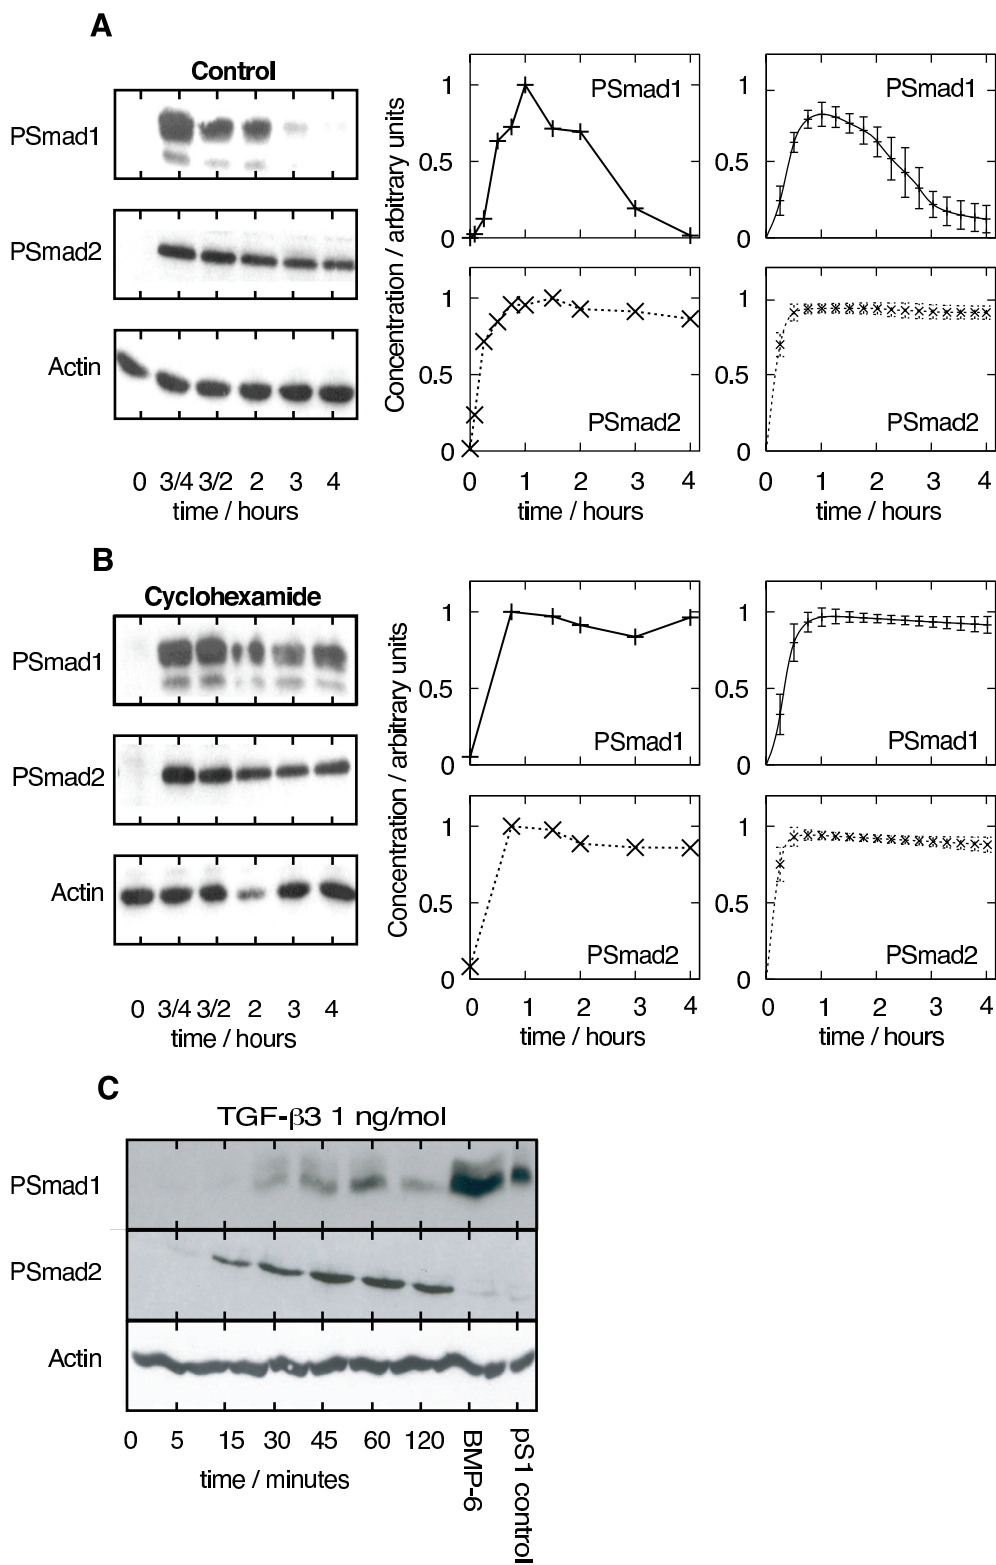 A
Control
PSmad1
PSmad2
Actin
0 3/4 3/2 2 3 4
time / hours
Concentration / arbitrary units
1
0.5
0
PSmad1
1
0.5
0
PSmad1
1
0.5
0
PSmad2
0 1 2 3 4
time / hours
1
0.5
0
PSmad2
0 1 2 3 4
time / hours
B
Cyclohexamide
PSmad1
PSmad2
Actin
0 3/4 3/2 2 3 4
time / hours
Concentration / arbitrary units
1
0.5
0
PSmad1
1
0.5
0
PSmad1
1
0.5
0
PSmad2
0 1 2 3 4
time / hours
1
0.5
0
PSmad2
0 1 2 3 4
time / hours
C
TGF-β3 1 ng/mol
PSmad1
PSmad2
Actin
0 5 15 30 45 60 120 BMP-6 pS1 control
time / minutes